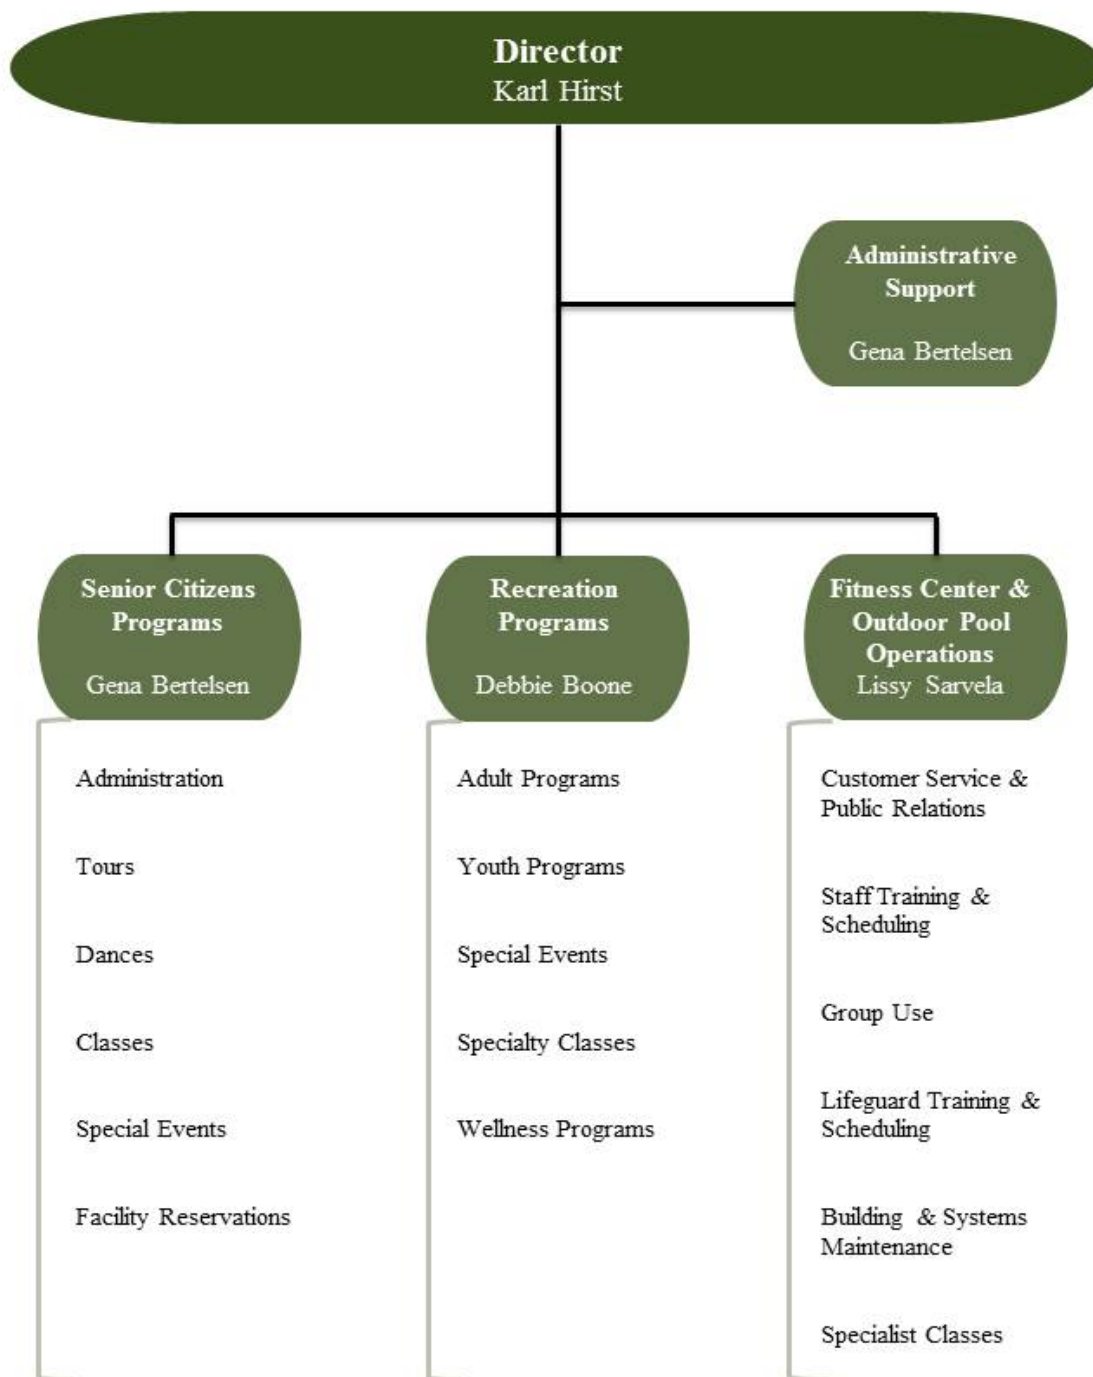 Director
Karl Hirst
Administrative
Support
Gena Bertelsen
Senior Citizens
Programs
Gena Bertelsen
Administration
Tours
Dances
Classes
Special Events
Facility Reservations
Recreation
Programs
Debbie Boone
Adult Programs
Youth Programs
Special Events
Specialty Classes
Wellness Programs
Fitness Center &
Outdoor Pool
Operations
Lissy Sarvela
Customer Service &
Public Relations
Staff Training &
Scheduling
Group Use
Lifeguard Training &
Scheduling
Building & Systems
Maintenance
Specialist Classes